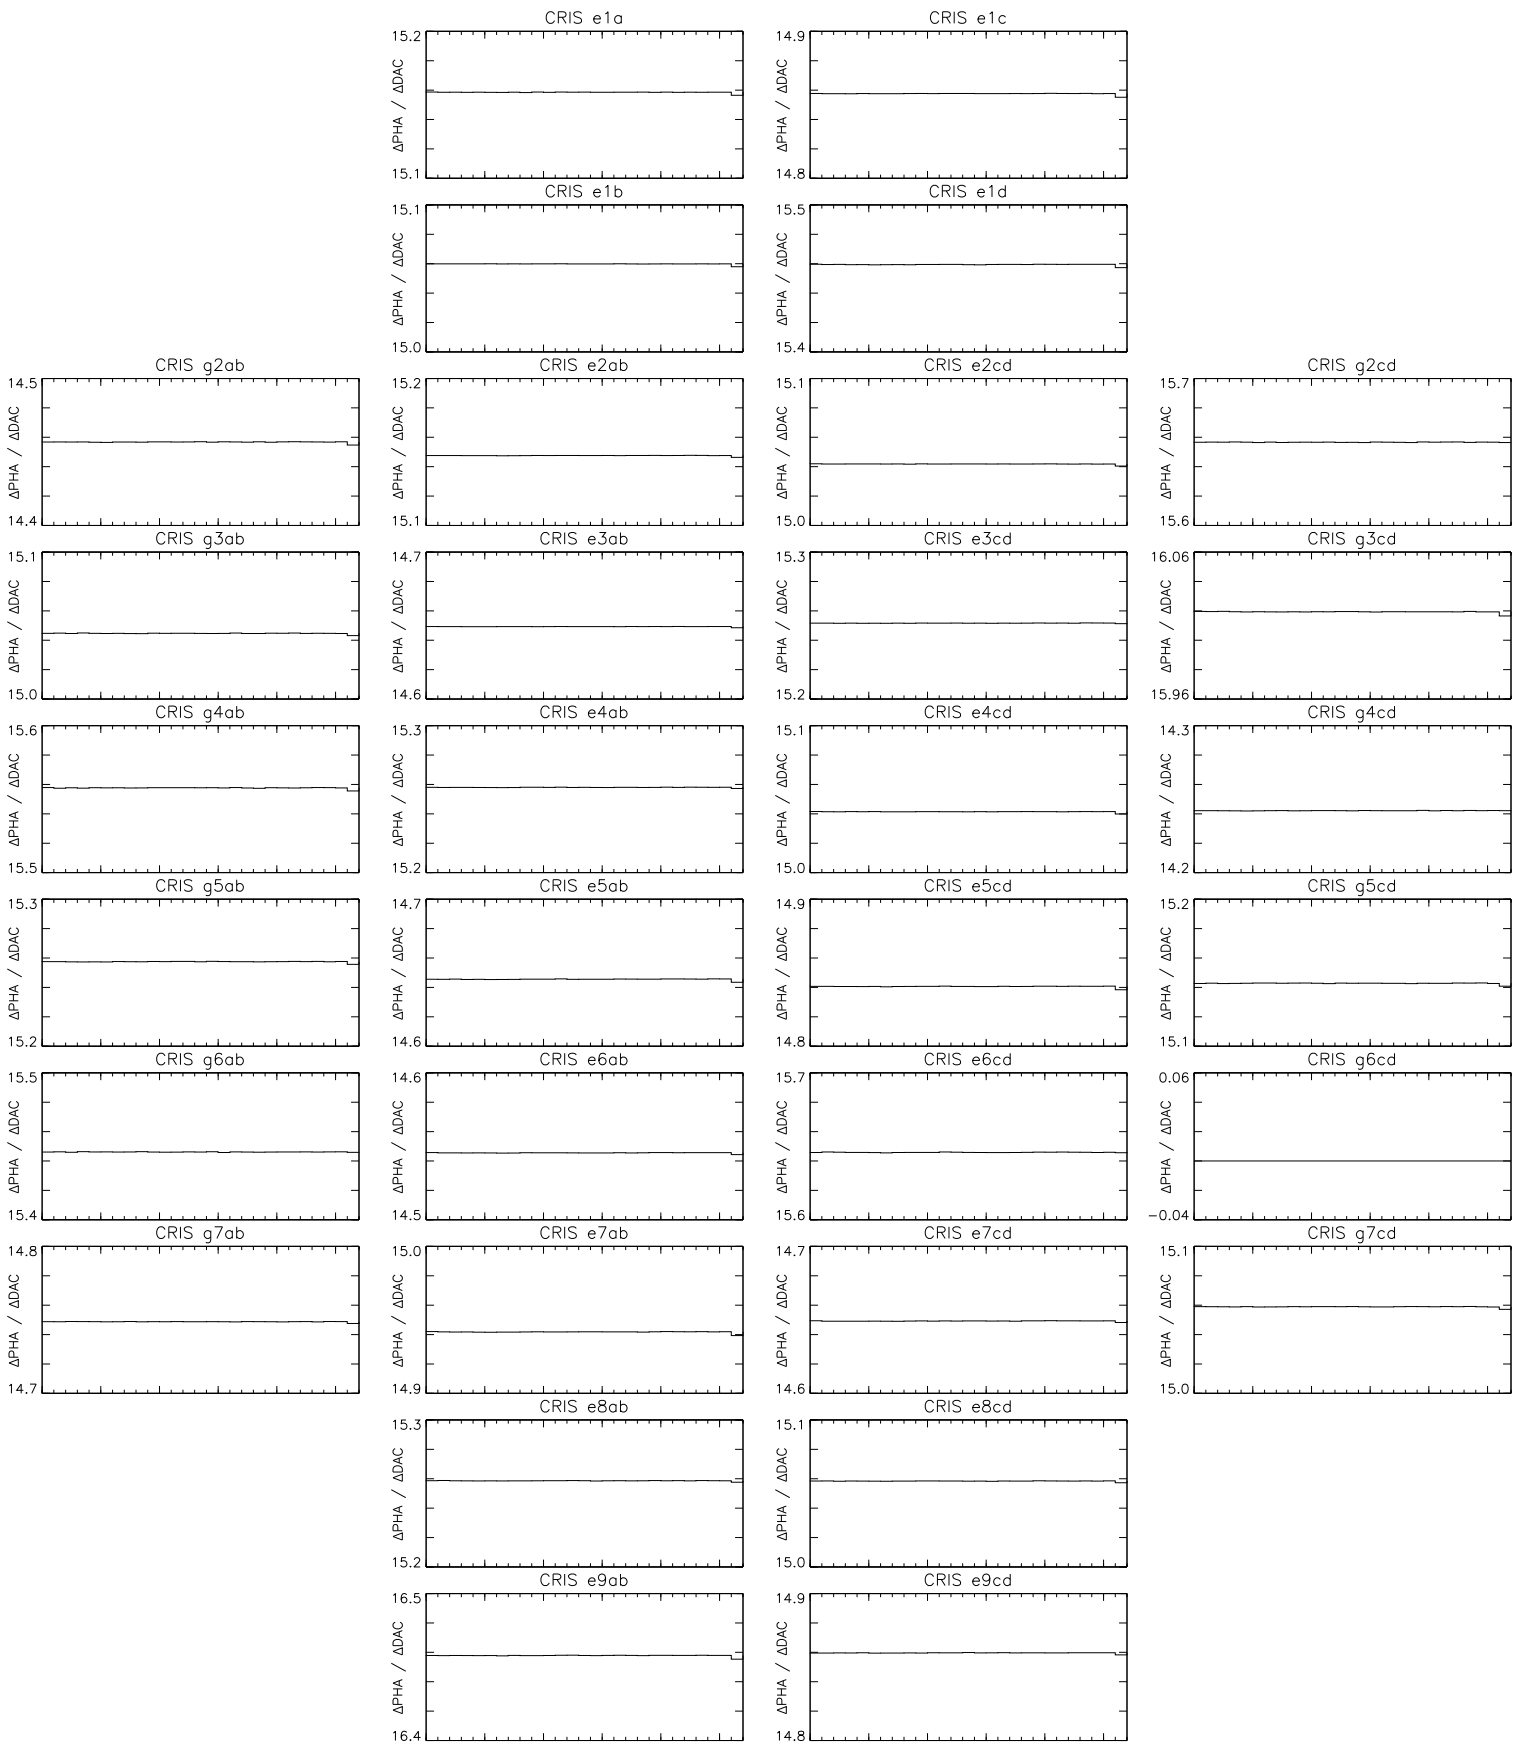 CRIS e1a CRIS e1c
15.2 14.9
ΔPHA / ΔDAC ΔPHA / ΔDAC
15.1 14.8
CRIS e1b CRIS e1d
15.1 15.5
ΔPHA / ΔDAC ΔPHA / ΔDAC
15.0 15.4
CRIS g2ab CRIS e2ab CRIS e2cd CRIS g2cd
14.5 15.2 15.1 15.7
ΔPHA / ΔDAC ΔPHA / ΔDAC ΔPHA / ΔDAC ΔPHA / ΔDAC
14.4 15.1 15.0 15.6
CRIS g3ab CRIS e3ab CRIS e3cd CRIS g3cd
15.1 14.7 15.3 16.06
ΔPHA / ΔDAC ΔPHA / ΔDAC ΔPHA / ΔDAC ΔPHA / ΔDAC
15.0 14.6 15.2 15.96
CRIS g4ab CRIS e4ab CRIS e4cd CRIS g4cd
15.6 15.3 15.1 14.3
ΔPHA / ΔDAC ΔPHA / ΔDAC ΔPHA / ΔDAC ΔPHA / ΔDAC
15.5 15.2 15.0 14.2
CRIS g5ab CRIS e5ab CRIS e5cd CRIS g5cd
15.3 14.7 14.9 15.2
ΔPHA / ΔDAC ΔPHA / ΔDAC ΔPHA / ΔDAC ΔPHA / ΔDAC
15.2 14.6 14.8 15.1
CRIS g6ab CRIS e6ab CRIS e6cd CRIS g6cd
15.5 14.6 15.7 0.06
ΔPHA / ΔDAC ΔPHA / ΔDAC ΔPHA / ΔDAC ΔPHA / ΔDAC
15.4 14.5 15.6 −0.04
CRIS g7ab CRIS e7ab CRIS e7cd CRIS g7cd
14.8 15.0 14.7 15.1
ΔPHA / ΔDAC ΔPHA / ΔDAC ΔPHA / ΔDAC ΔPHA / ΔDAC
14.7 14.9 14.6 15.0
CRIS e8ab CRIS e8cd
15.3 15.1
ΔPHA / ΔDAC ΔPHA / ΔDAC
15.2 15.0
CRIS e9ab CRIS e9cd
16.5 14.9
ΔPHA / ΔDAC ΔPHA / ΔDAC
16.4 14.8